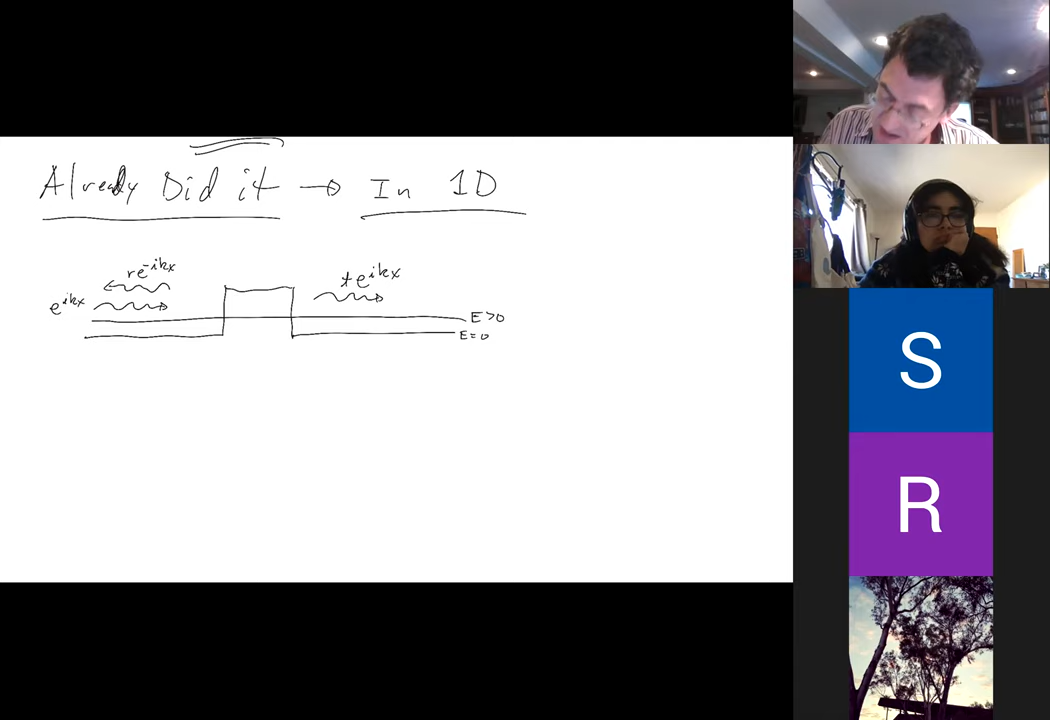 Already Did it → In 1D
re^{-ikx}
te^{ikx}
e^{ikx}
E>0
E=0
S
R